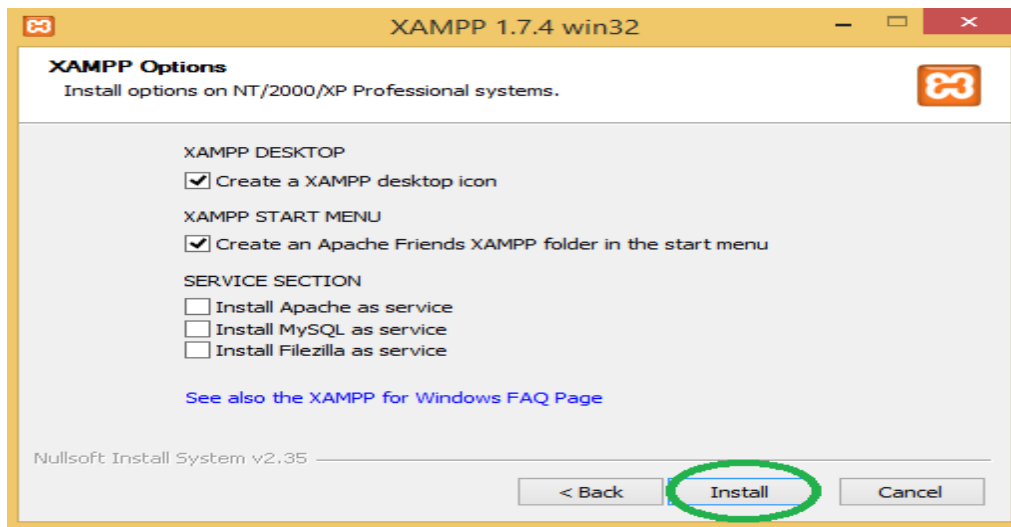 XAMPP 1.7.4 win32
XAMPP Options
Install options on NT/2000/XP Professional systems.
XAMPP DESKTOP
Create a XAMPP desktop icon
XAMPP START MENU
Create an Apache Friends XAMPP folder in the start menu
SERVICE SECTION
Install Apache as service
Install MySQL as service
Install Filezilla as service
See also the XAMPP for Windows FAQ Page
Nullsoft Install System v2.35
< Back Install Cancel